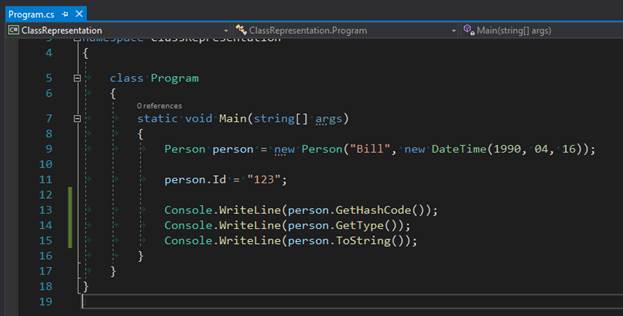 Program.cs
ClassRepresentation ClassRepresentation.Program Main(string[] args)
3 namespace ClassRepresentation
4 {
5 class Program
6 {
0 references
7 static void Main(string[] args)
8 {
9 Person person = new Person("Bill", new DateTime(1990, 04, 16));
10
11 person.Id = "123";
12
13 Console.WriteLine(person.GetHashCode());
14 Console.WriteLine(person.GetType());
15 Console.WriteLine(person.ToString());
16 }
17 }
18 }
19